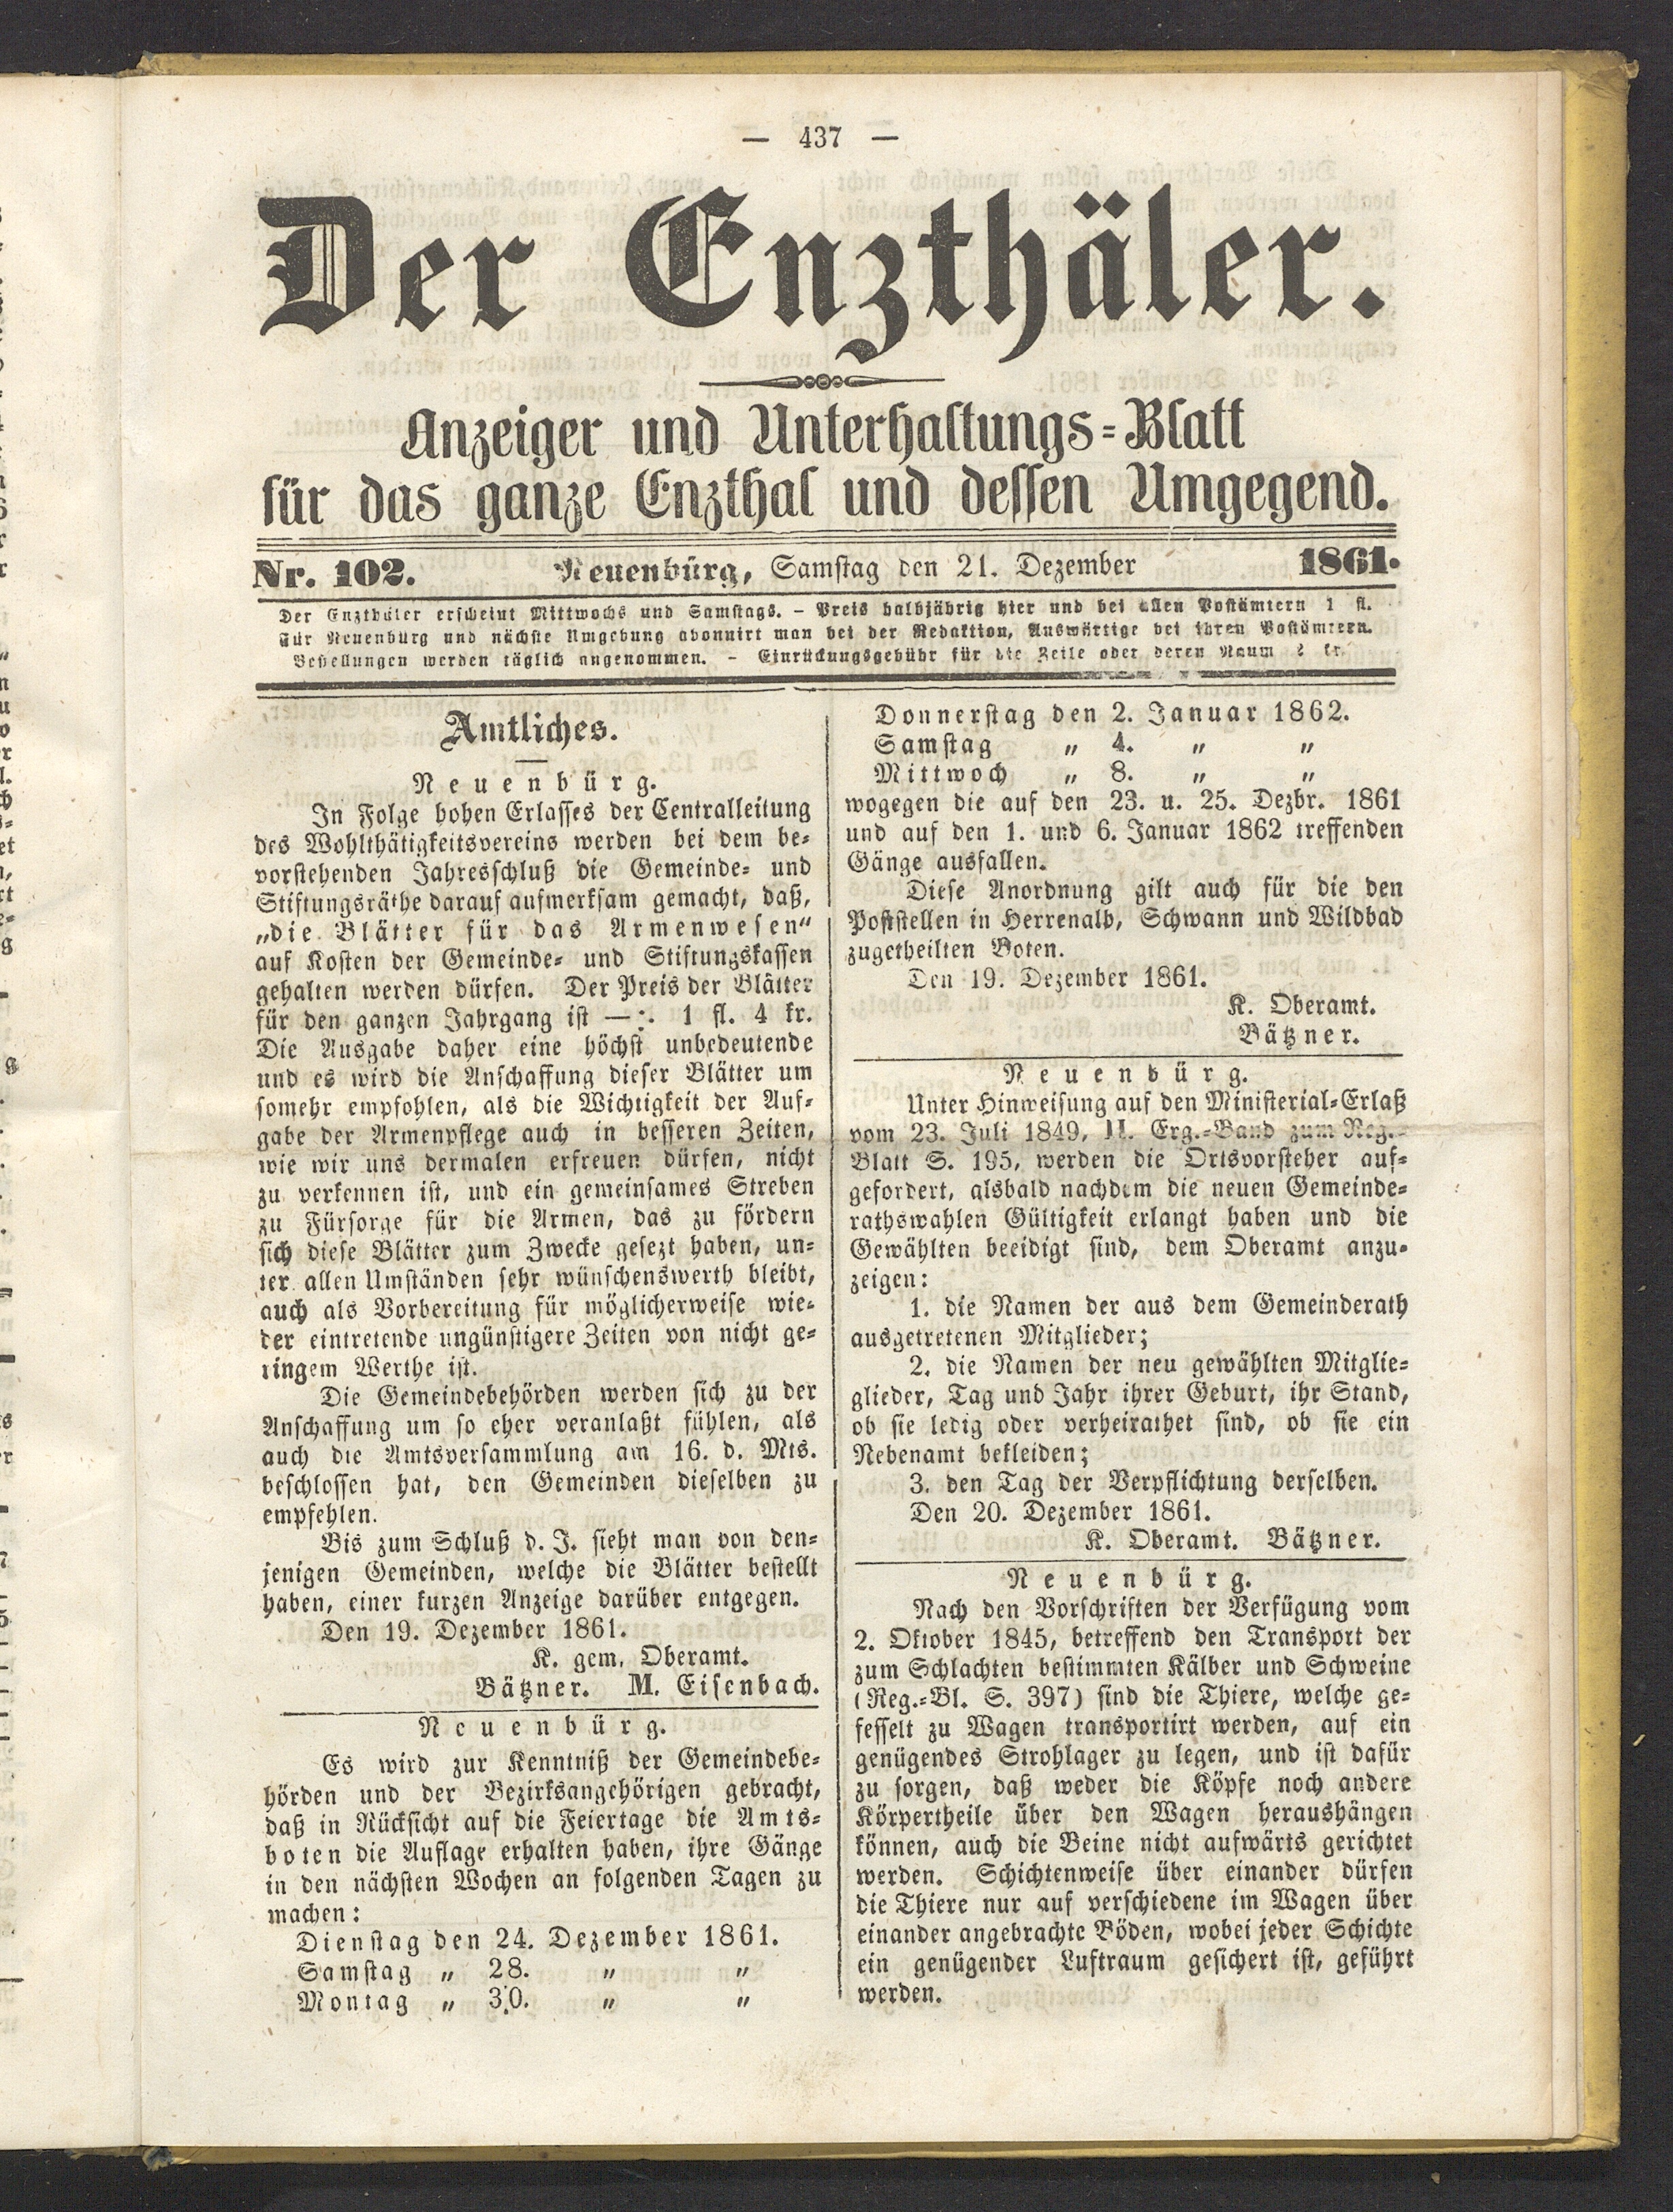 — 437 —
Der Enzthäler.
Anzeiger und Unterhaltungs-Blatt
für das ganze Enzthal und dessen Umgegend.
Nr. 102. Neuenbürg, Samstag den 21. Dezember 1861.
Der Enzthäler erscheint Mittwochs und Samstags. – Preis halbjährig hier und bei allen Postämtern 1 fl.
Für Neuenbürg und nächste Umgebung abonnirt man bei der Redaktion, Auswärtige bei ihren Postämtern.
Bestellungen werden täglich angenommen. – Einrückungsgebühr für die Zeile oder deren Raum 2 kr.
Amtliches.
Neuenbürg.
In Folge hohen Erlasses der Centralleitung
des Wohlthätigkeitsvereins werden bei dem be-
vorstehenden Jahresschluß die Gemeinde- und
Stiftungsräthe darauf aufmerksam gemacht, daß,
„die Blätter für das Armenwesen“
auf Kosten der Gemeinde- und Stiftungskassen
gehalten werden dürfen. Der Preis der Blätter
für den ganzen Jahrgang ist —:. 1 fl. 4 kr.
Die Ausgabe daher eine höchst unbedeutende
und es wird die Anschaffung dieser Blätter um
somehr empfohlen, als die Wichtigkeit der Auf-
gabe der Armenpflege auch in besseren Zeiten,
wie wir uns dermalen erfreuen dürfen, nicht
zu verkennen ist, und ein gemeinsames Streben
zu Fürsorge für die Armen, das zu fördern
sich diese Blätter zum Zwecke gesezt haben, un-
ter allen Umständen sehr wünschenswerth bleibt,
auch als Vorbereitung für möglicherweise wie-
der eintretende ungünstigere Zeiten von nicht ge-
ringem Werthe ist.
Die Gemeindebehörden werden sich zu der
Anschaffung um so eher veranlaßt fühlen, als
auch die Amtsversammlung am 16. d. Mts.
beschlossen hat, den Gemeinden dieselben zu
empfehlen.
Bis zum Schluß d. J. sieht man von den-
jenigen Gemeinden, welche die Blätter bestellt
haben, einer kurzen Anzeige darüber entgegen.
Den 19. Dezember 1861.
K. gem. Oberamt.
Bätzner. M. Eisenbach.
Neuenbürg.
Es wird zur Kenntniß der Gemeindebe-
hörden und der Bezirksangehörigen gebracht,
daß in Rücksicht auf die Feiertage die Amts-
boten die Auflage erhalten haben, ihre Gänge
in den nächsten Wochen an folgenden Tagen zu
machen:
Dienstag den 24. Dezember 1861.
Samstag „ 28. „ „
Montag „ 30. „ „
Donnerstag den 2. Januar 1862.
Samstag „ 4. „ „
Mittwoch „ 8. „ „
wogegen die auf den 23. u. 25. Dezbr. 1861
und auf den 1. und 6. Januar 1862 treffenden
Gänge ausfallen.
Diese Anordnung gilt auch für die den
Poststellen in Herrenalb, Schwann und Wildbad
zugetheilten Boten.
Den 19. Dezember 1861.
K. Oberamt.
Bätzner.
Neuenbürg.
Unter Hinweisung auf den Ministerial-Erlaß
vom 23. Juli 1849, II. Erg.-Band zum Reg.-
Blatt S. 195, werden die Ortsvorsteher auf-
gefordert, alsbald nachdem die neuen Gemeinde-
rathswahlen Gültigkeit erlangt haben und die
Gewählten beeidigt sind, dem Oberamt anzu-
zeigen:
1. die Namen der aus dem Gemeinderath
ausgetretenen Mitglieder;
2. die Namen der neu gewählten Mitglie-
glieder, Tag und Jahr ihrer Geburt, ihr Stand,
ob sie ledig oder verheirathet sind, ob sie ein
Nebenamt bekleiden;
3. den Tag der Verpflichtung derselben.
Den 20. Dezember 1861.
K. Oberamt. Bätzner.
Neuenbürg.
Nach den Vorschriften der Verfügung vom
2. Oktober 1845, betreffend den Transport der
zum Schlachten bestimmten Kälber und Schweine
(Reg.-Bl. S. 397) sind die Thiere, welche ge-
fesselt zu Wagen transportirt werden, auf ein
genügendes Strohlager zu legen, und ist dafür
zu sorgen, daß weder die Köpfe noch andere
Körpertheile über den Wagen heraushängen
können, auch die Beine nicht aufwärts gerichtet
werden. Schichtenweise über einander dürfen
die Thiere nur auf verschiedene im Wagen über
einander angebrachte Böden, wobei jeder Schichte
ein genügender Luftraum gesichert ist, geführt
werden.